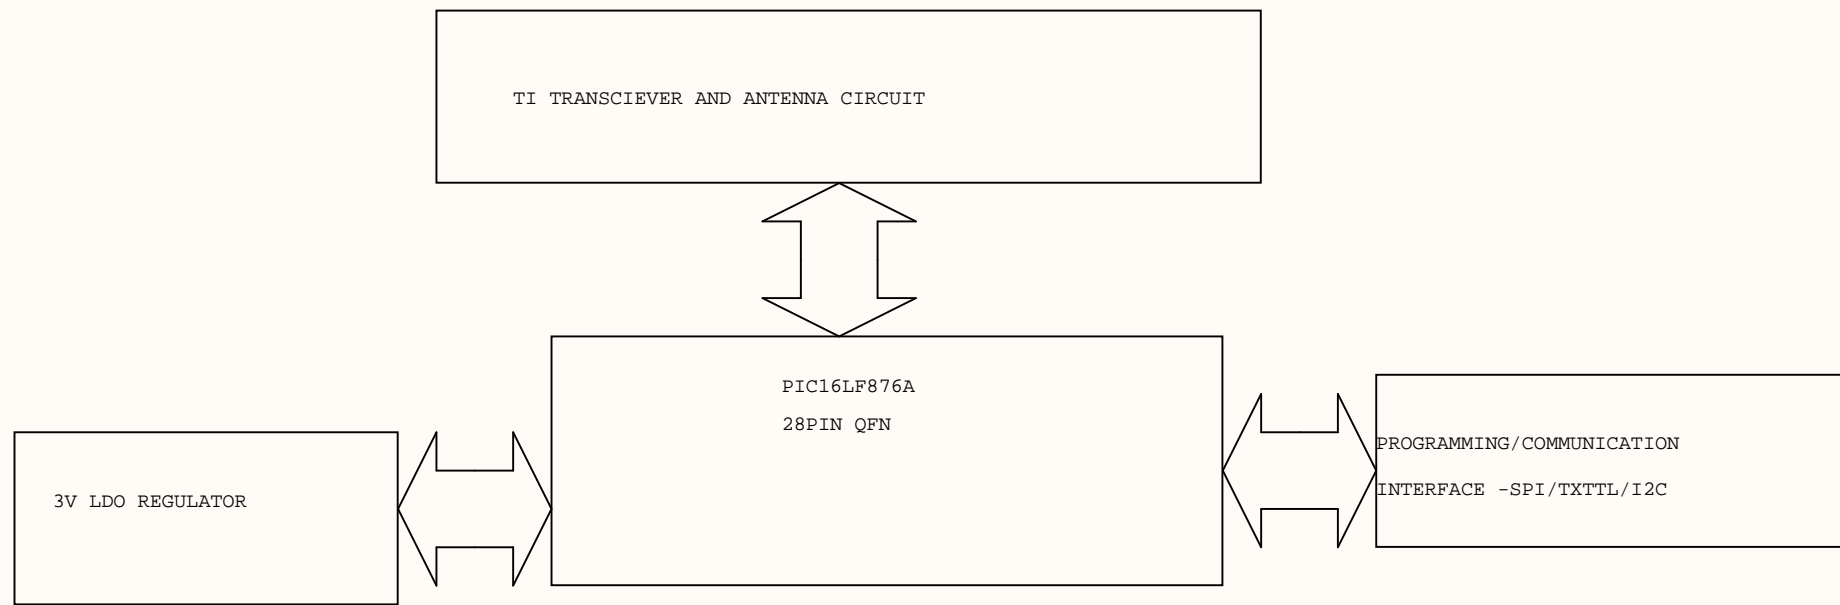 TI TRANSCIEVER AND ANTENNA CIRCUIT
PIC16LF876A
28PIN QFN
3V LDO REGULATOR
PROGRAMMING/COMMUNICATION
INTERFACE -SPI/TXTTL/I2C